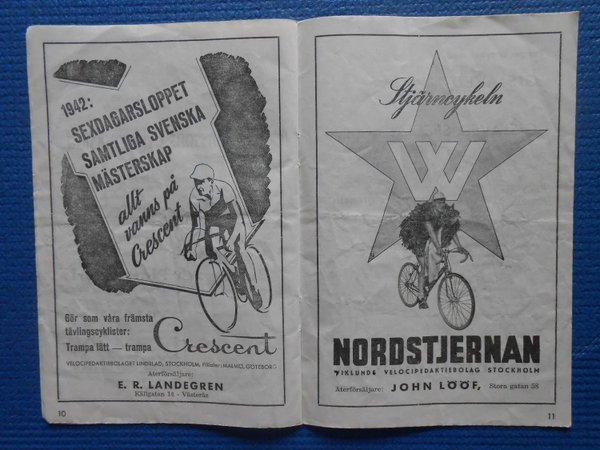 1942:
SEXDAGARSLOPPET
SAMTLIGA SVENSKA
MÄSTERSKAP
allt
vanns på
Crescent
Gör som våra främsta
tävlingscyklister:
Trampa lätt — trampa Crescent
VELOCIPEDAKTIEBOLAGET LINDBLAD, STOCKHOLM, Filialer: MALMÖ, GÖTEBORG
Återförsäljare:
E. R. LANDEGREN
Källgatan 14 - Västerås
10
Stjärncykeln
W
NORDSTJERNAN
WIKLUNDS VELOCIPEDAKTIEBOLAG STOCKHOLM
Återförsäljare: JOHN LÖÖF, Stora gatan 58
11